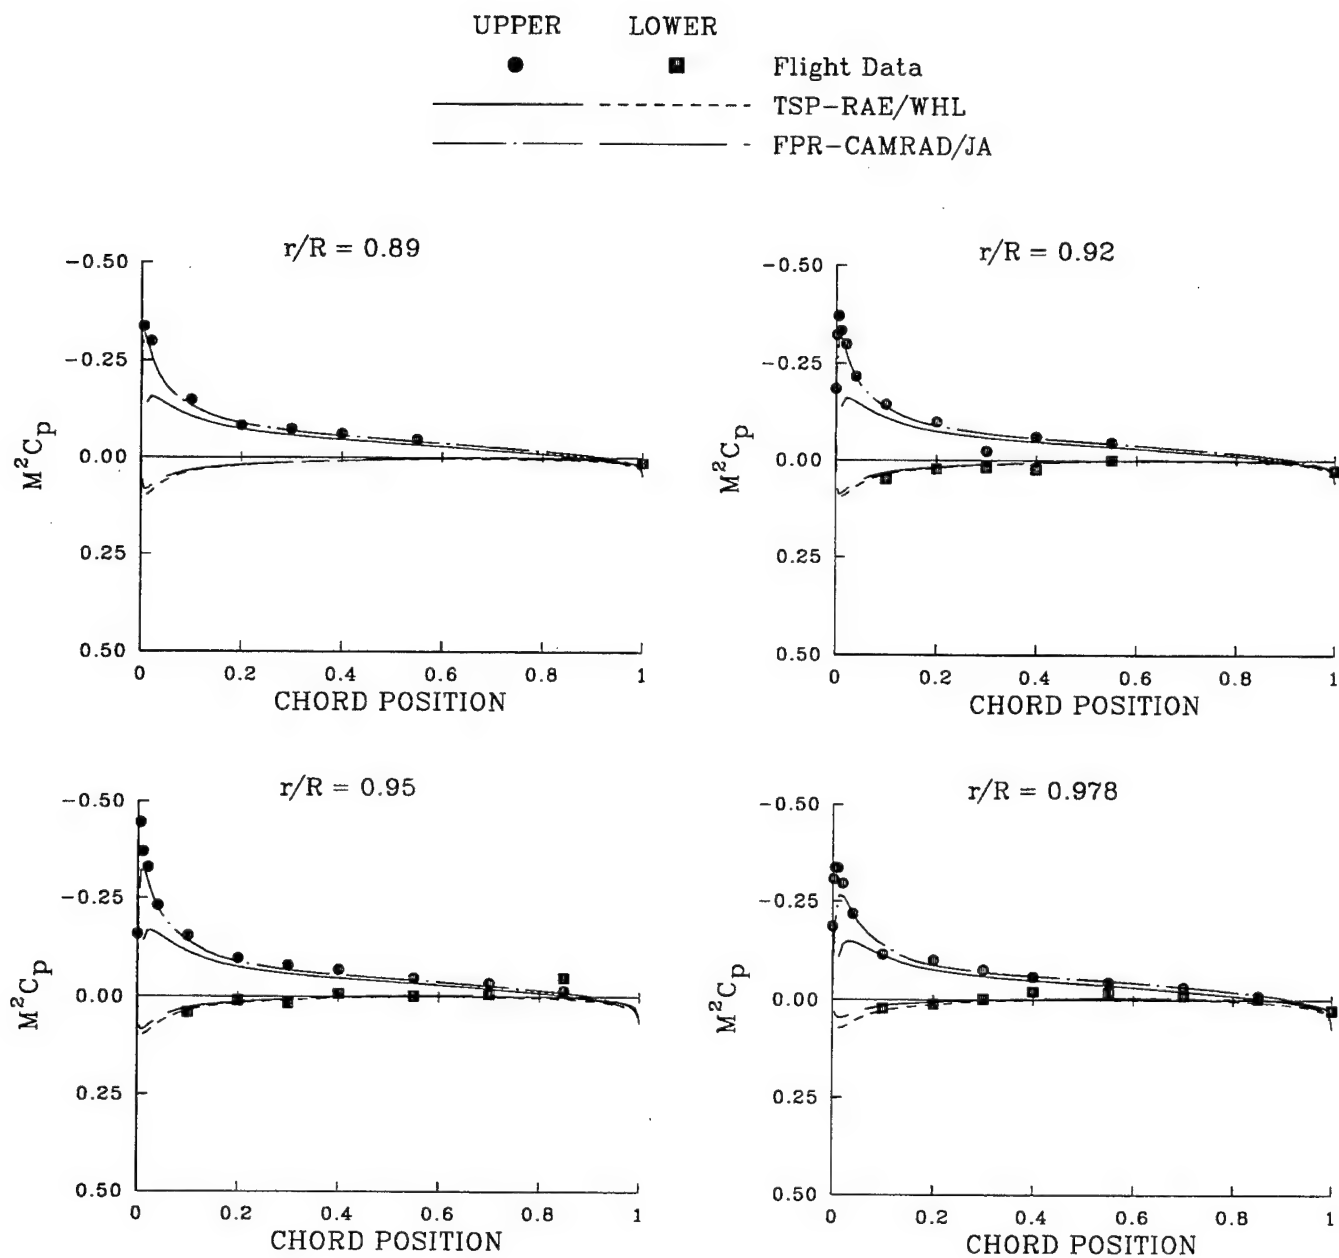 UPPER LOWER
Flight Data
TSP-RAE/WHL
FPR-CAMRAD/JA
r/R = 0.89
-0.50
-0.25
0.00
0.25
0.50
M²Cp
0 0.2 0.4 0.6 0.8 1
CHORD POSITION
r/R = 0.92
-0.50
-0.25
0.00
0.25
0.50
M²Cp
0 0.2 0.4 0.6 0.8 1
CHORD POSITION
r/R = 0.95
-0.50
-0.25
0.00
0.25
0.50
M²Cp
0 0.2 0.4 0.6 0.8 1
CHORD POSITION
r/R = 0.978
-0.50
-0.25
0.00
0.25
0.50
M²Cp
0 0.2 0.4 0.6 0.8 1
CHORD POSITION